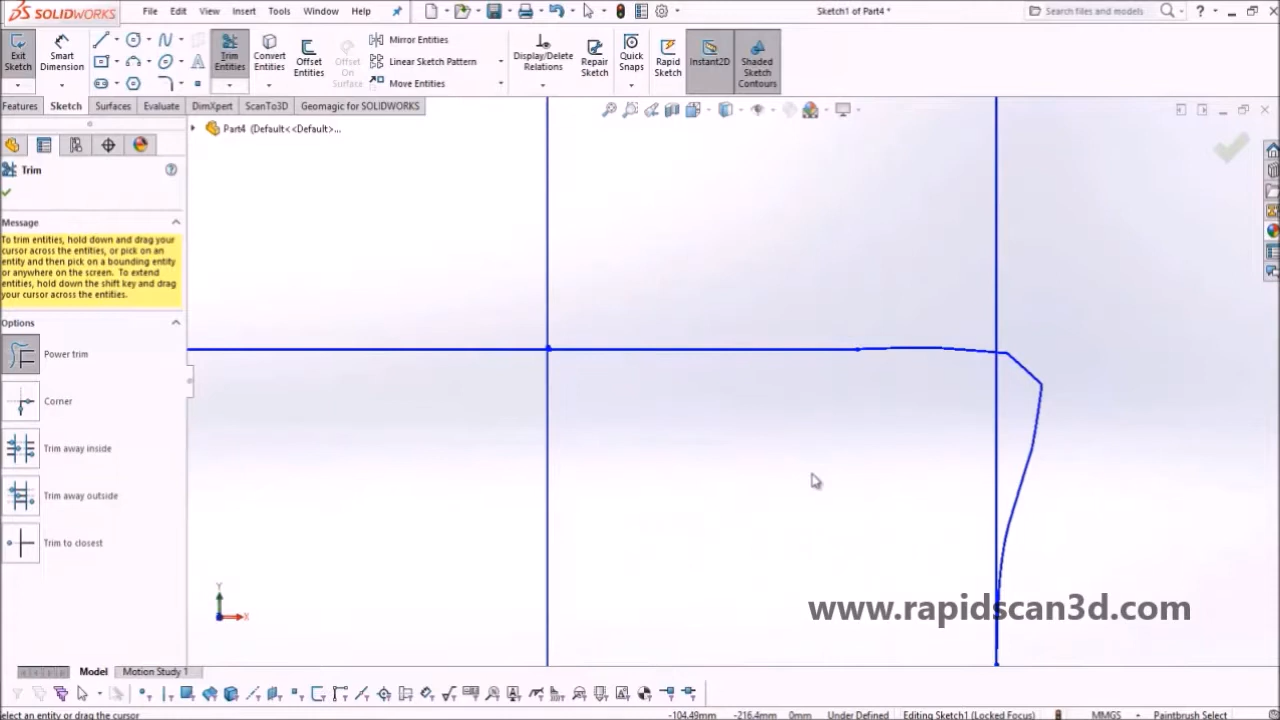 SOLIDWORKS File Edit View Insert Tools Window Help Sketch1 of Part4 * Search files and models
Exit Sketch
Smart Dimension
Trim Entities
Convert Entities
Offset Entities
Offset On Surface
Mirror Entities
Linear Sketch Pattern
Move Entities
Display/Delete Relations
Repair Sketch
Quick Snaps
Rapid Sketch
Instant2D
Shaded Sketch Contours
Features Sketch Surfaces Evaluate DimXpert ScanTo3D Geomagic for SOLIDWORKS
Part4 (Default<<Default>...
Trim
Message
To trim entities, hold down and drag your
cursor across the entities, or pick on an
entity and then pick on a bounding entity
or anywhere on the screen. To extend
entities, hold down the shift key and drag
your cursor across the entities.
Options
Power trim
Corner
Trim away inside
Trim away outside
Trim to closest
Y
X
www.rapidscan3d.com
Model Motion Study 1
elect an entity or drag the cursor -104.49mm -216.4mm 0mm Under Defined Editing Sketch1 (Locked Focus) MMGS Paintbrush Select